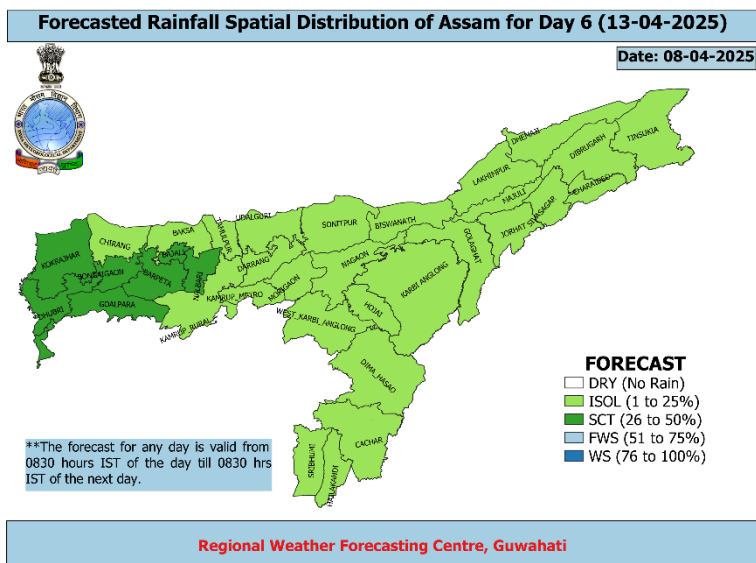 Forecasted Rainfall Spatial Distribution of Assam for Day 6 (13-04-2025)
Date: 08-04-2025
DHEMAJI
TINSUKIA
DIBRUGARH
LAKHIMPUR
CHARAIDEO
MAJULI
SIVASAGAR
JORHAT
UDALGURI
SONITPUR
BISWANATH
GOLAGHAT
BAKSA
TAMULPUR
CHIRANG
KOKRAJHAR
BAJALI
DARRANG
NAGAON
BONGAIGAON
BARPETA
NALBARI
KARBI ANGLONG
MORIGAON
KAMRUP_METRO
GOALPARA
DHUBRI
HOJAI
WEST_KARBI_ANGLONG
KAMRUP_RURAL
DIMA_HASAO
CACHAR
SRIBHUMI
HAILAKANDI
FORECAST
DRY (No Rain)
ISOL (1 to 25%)
SCT (26 to 50%)
FWS (51 to 75%)
WS (76 to 100%)
**The forecast for any day is valid from
0830 hours IST of the day till 0830 hrs
IST of the next day.
Regional Weather Forecasting Centre, Guwahati